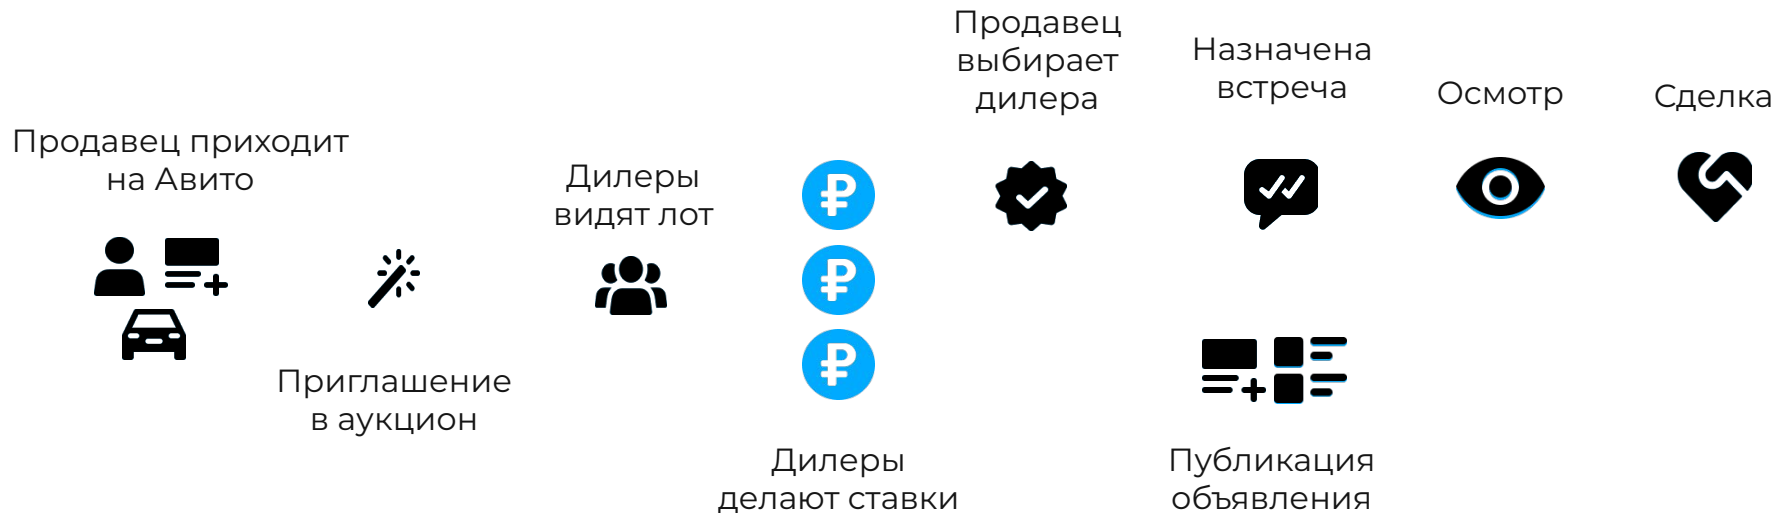 Продавец приходит
на Авито
Приглашение
в аукцион
Дилеры
видят лот
Дилеры
делают ставки
Продавец
выбирает
дилера
Назначена
встреча
Публикация
объявления
Осмотр
Сделка